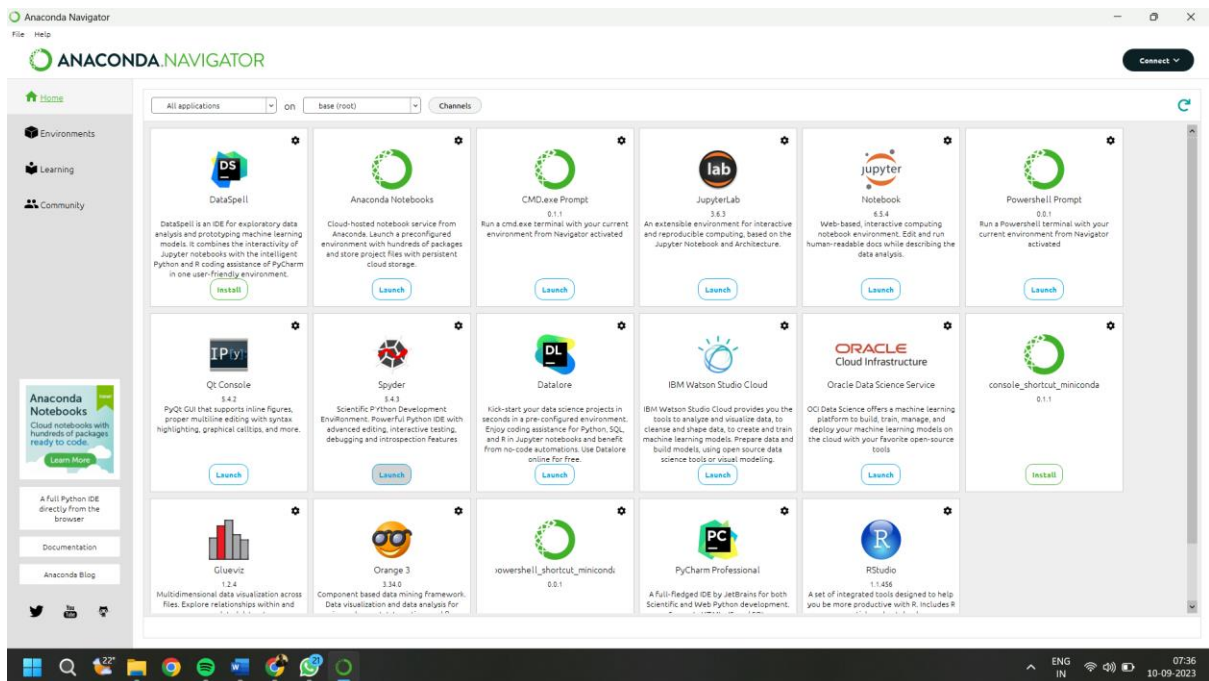 Anaconda Navigator
File Help
ANACONDA.NAVIGATOR
Connect
Home
Environments
Learning
Community
All applications
on
base (root)
Channels
DS
DataSpell
DataSpell is an IDE for exploratory data
analysis and prototyping machine learning
models. It combines the interactivity of
Jupyter notebooks with the intelligent
Python and R coding assistance of PyCharm
in one user-friendly environment.
Install
Anaconda Notebooks
Cloud-hosted notebook service from
Anaconda. Launch a preconfigured
environment with hundreds of packages
and store project files with persistent
cloud storage.
Launch
CMD.exe Prompt
0.1.1
Run a cmd.exe terminal with your current
environment from Navigator activated
Launch
lab
JupyterLab
3.6.3
An extensible environment for interactive
and reproducible computing, based on the
Jupyter Notebook and Architecture.
Launch
jupyter
Notebook
6.5.4
Web-based, interactive computing
notebook environment. Edit and run
human-readable docs while describing the
data analysis.
Launch
Powershell Prompt
0.0.1
Run a Powershell terminal with your
current environment from Navigator
activated
Launch
IP[y]:
Qt Console
5.4.2
PyQt GUI that supports inline figures,
proper multiline editing with syntax
highlighting, graphical calltips, and more.
Launch
Spyder
5.4.3
Scientific PYthon Development
EnviRonment. Powerful Python IDE with
advanced editing, interactive testing,
debugging and introspection features
Launch
DL
Datalore
Kick-start your data science projects in
seconds in a pre-configured environment.
Enjoy coding assistance for Python, SQL,
and R in Jupyter notebooks and benefit
from no-code automations. Use Datalore
online for free.
Launch
IBM Watson Studio Cloud
IBM Watson Studio Cloud provides you the
tools to analyze and visualize data, to
cleanse and shape data, to create and train
machine learning models. Prepare data and
build models, using open source data
science tools or visual modeling.
Launch
ORACLE
Cloud Infrastructure
Oracle Data Science Service
OCI Data Science offers a machine learning
platform to build, train, manage, and
deploy your machine learning models on
the cloud with your favorite open-source
tools
Launch
console_shortcut_miniconda
0.1.1
Install
Glueviz
1.2.4
Multidimensional data visualization across
files. Explore relationships within and
Orange 3
3.34.0
Component based data mining framework.
Data visualization and data analysis for
powershell_shortcut_miniconda
0.0.1
PC
PyCharm Professional
A full-fledged IDE by JetBrains for both
Scientific and Web Python development.
R
RStudio
1.1.456
A set of integrated tools designed to help
you be more productive with R. Includes R
Anaconda
Notebooks
Cloud notebooks with
hundreds of packages
ready to code.
Learn More
A full Python IDE
directly from the
browser
Documentation
Anaconda Blog
You
Tube
22°
ENG
IN
07:36
10-09-2023